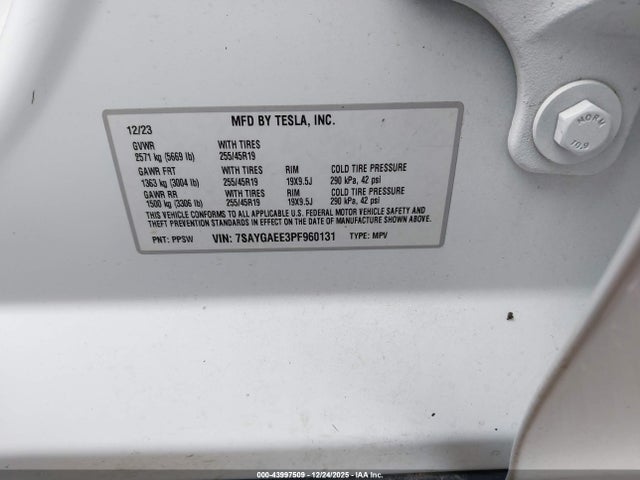 12/23 MFD BY TESLA, INC.
GVWR WITH TIRES
2571 kg (5669 lb) 255/45R19
GAWR FRT WITH TIRES RIM COLD TIRE PRESSURE
1363 kg (3004 lb) 255/45R19 19X9.5J 290 kPa, 42 psi
GAWR RR WITH TIRES RIM COLD TIRE PRESSURE
1500 kg (3306 lb) 255/45R19 19X9.5J 290 kPa, 42 psi
THIS VEHICLE CONFORMS TO ALL APPLICABLE U.S. FEDERAL MOTOR VEHICLE SAFETY AND
THEFT PREVENTION STANDARDS IN EFFECT ON THE DATE OF MANUFACTURE SHOWN ABOVE.
PNT: PPSW VIN: 7SAYGAEE3PF960131 TYPE: MPV
MORV
10.9
000-43997509 - 12/24/2025 - IAA Inc.